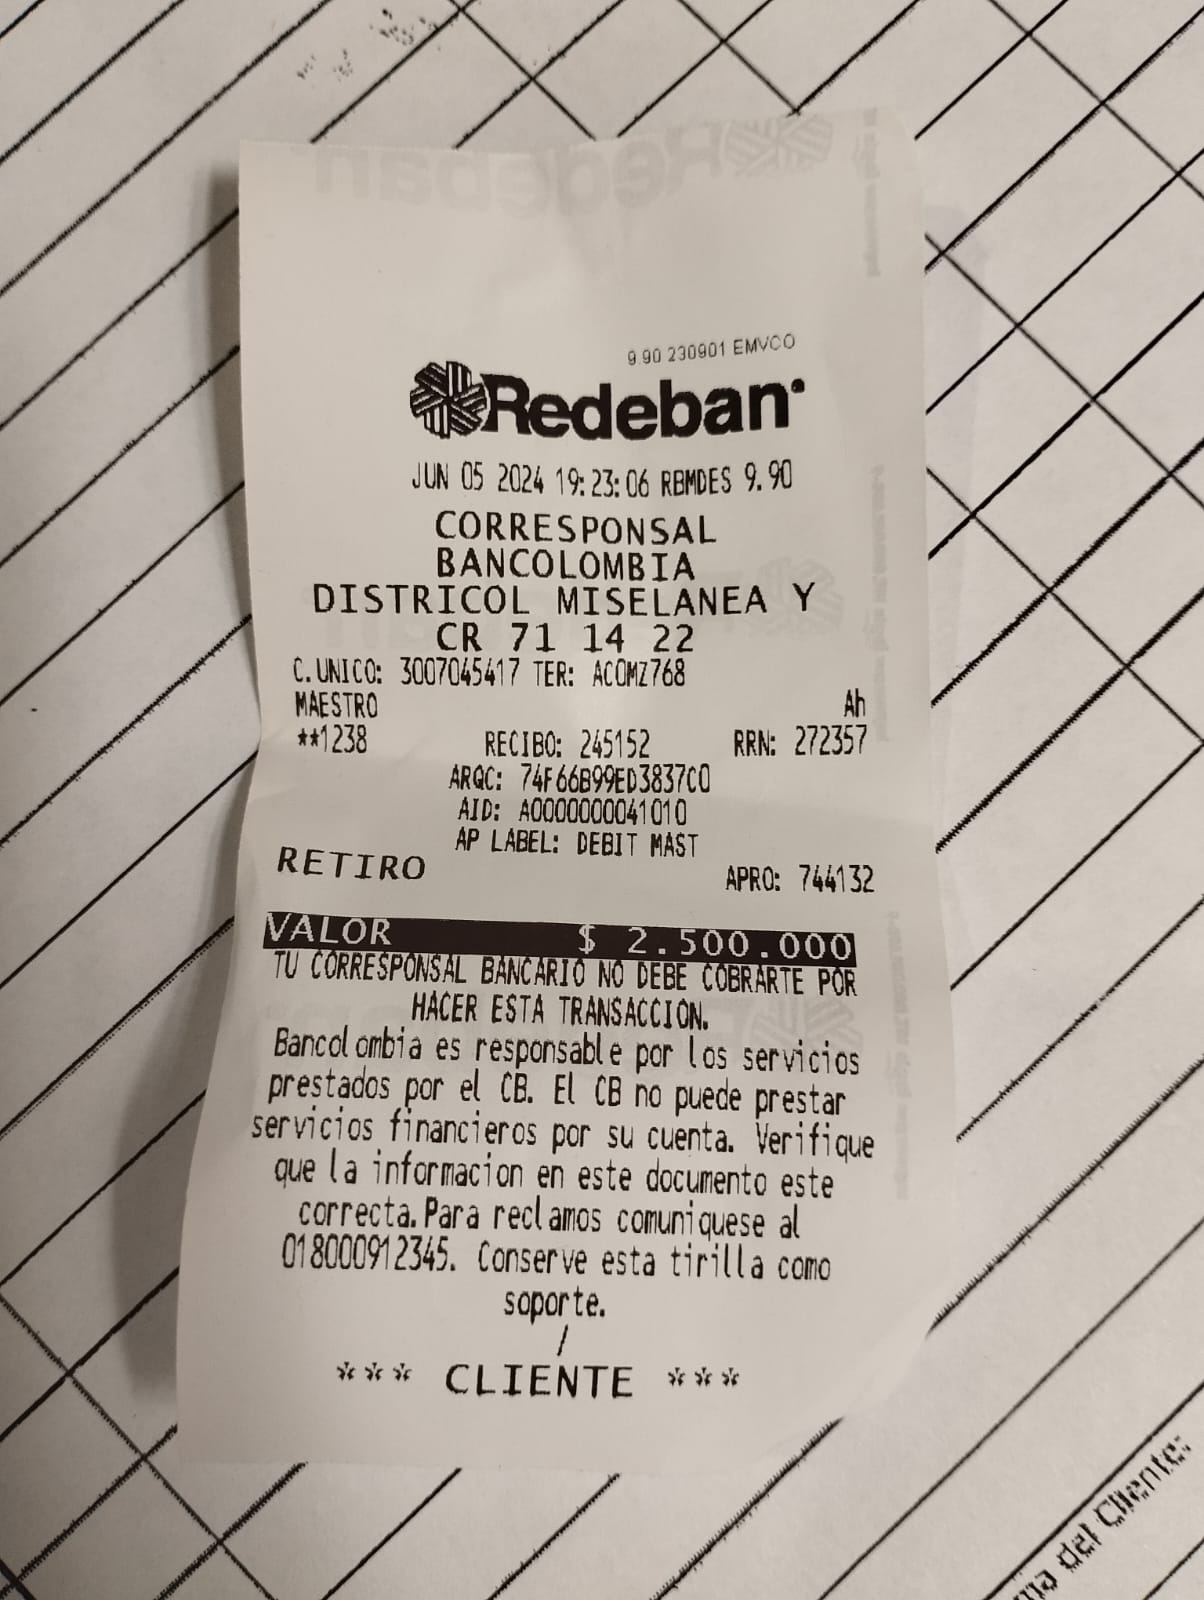 9.90 230901 EMVCO
Redeban
JUN 05 2024 19:23:06 RBMDES 9.90
CORRESPONSAL
BANCOLOMBIA
DISTRICOL MISELANEA Y
CR 71 14 22
C.UNICO: 3007045417 TER: ACOMZ768
MAESTRO Ah
**1238 RECIBO: 245152 RRN: 272357
ARQC: 74F66B99ED3837C0
AID: A0000000041010
AP LABEL: DEBIT MAST
RETIRO APRO: 744132
VALOR $ 2.500.000
TU CORRESPONSAL BANCARIO NO DEBE COBRARTE POR
HACER ESTA TRANSACCION.
Bancolombia es responsable por los servicios
prestados por el CB. El CB no puede prestar
servicios financieros por su cuenta. Verifique
que la informacion en este documento este
correcta.Para reclamos comuniquese al
018000912345. Conserve esta tirilla como
soporte.
/
*** CLIENTE ***
del Cliente: